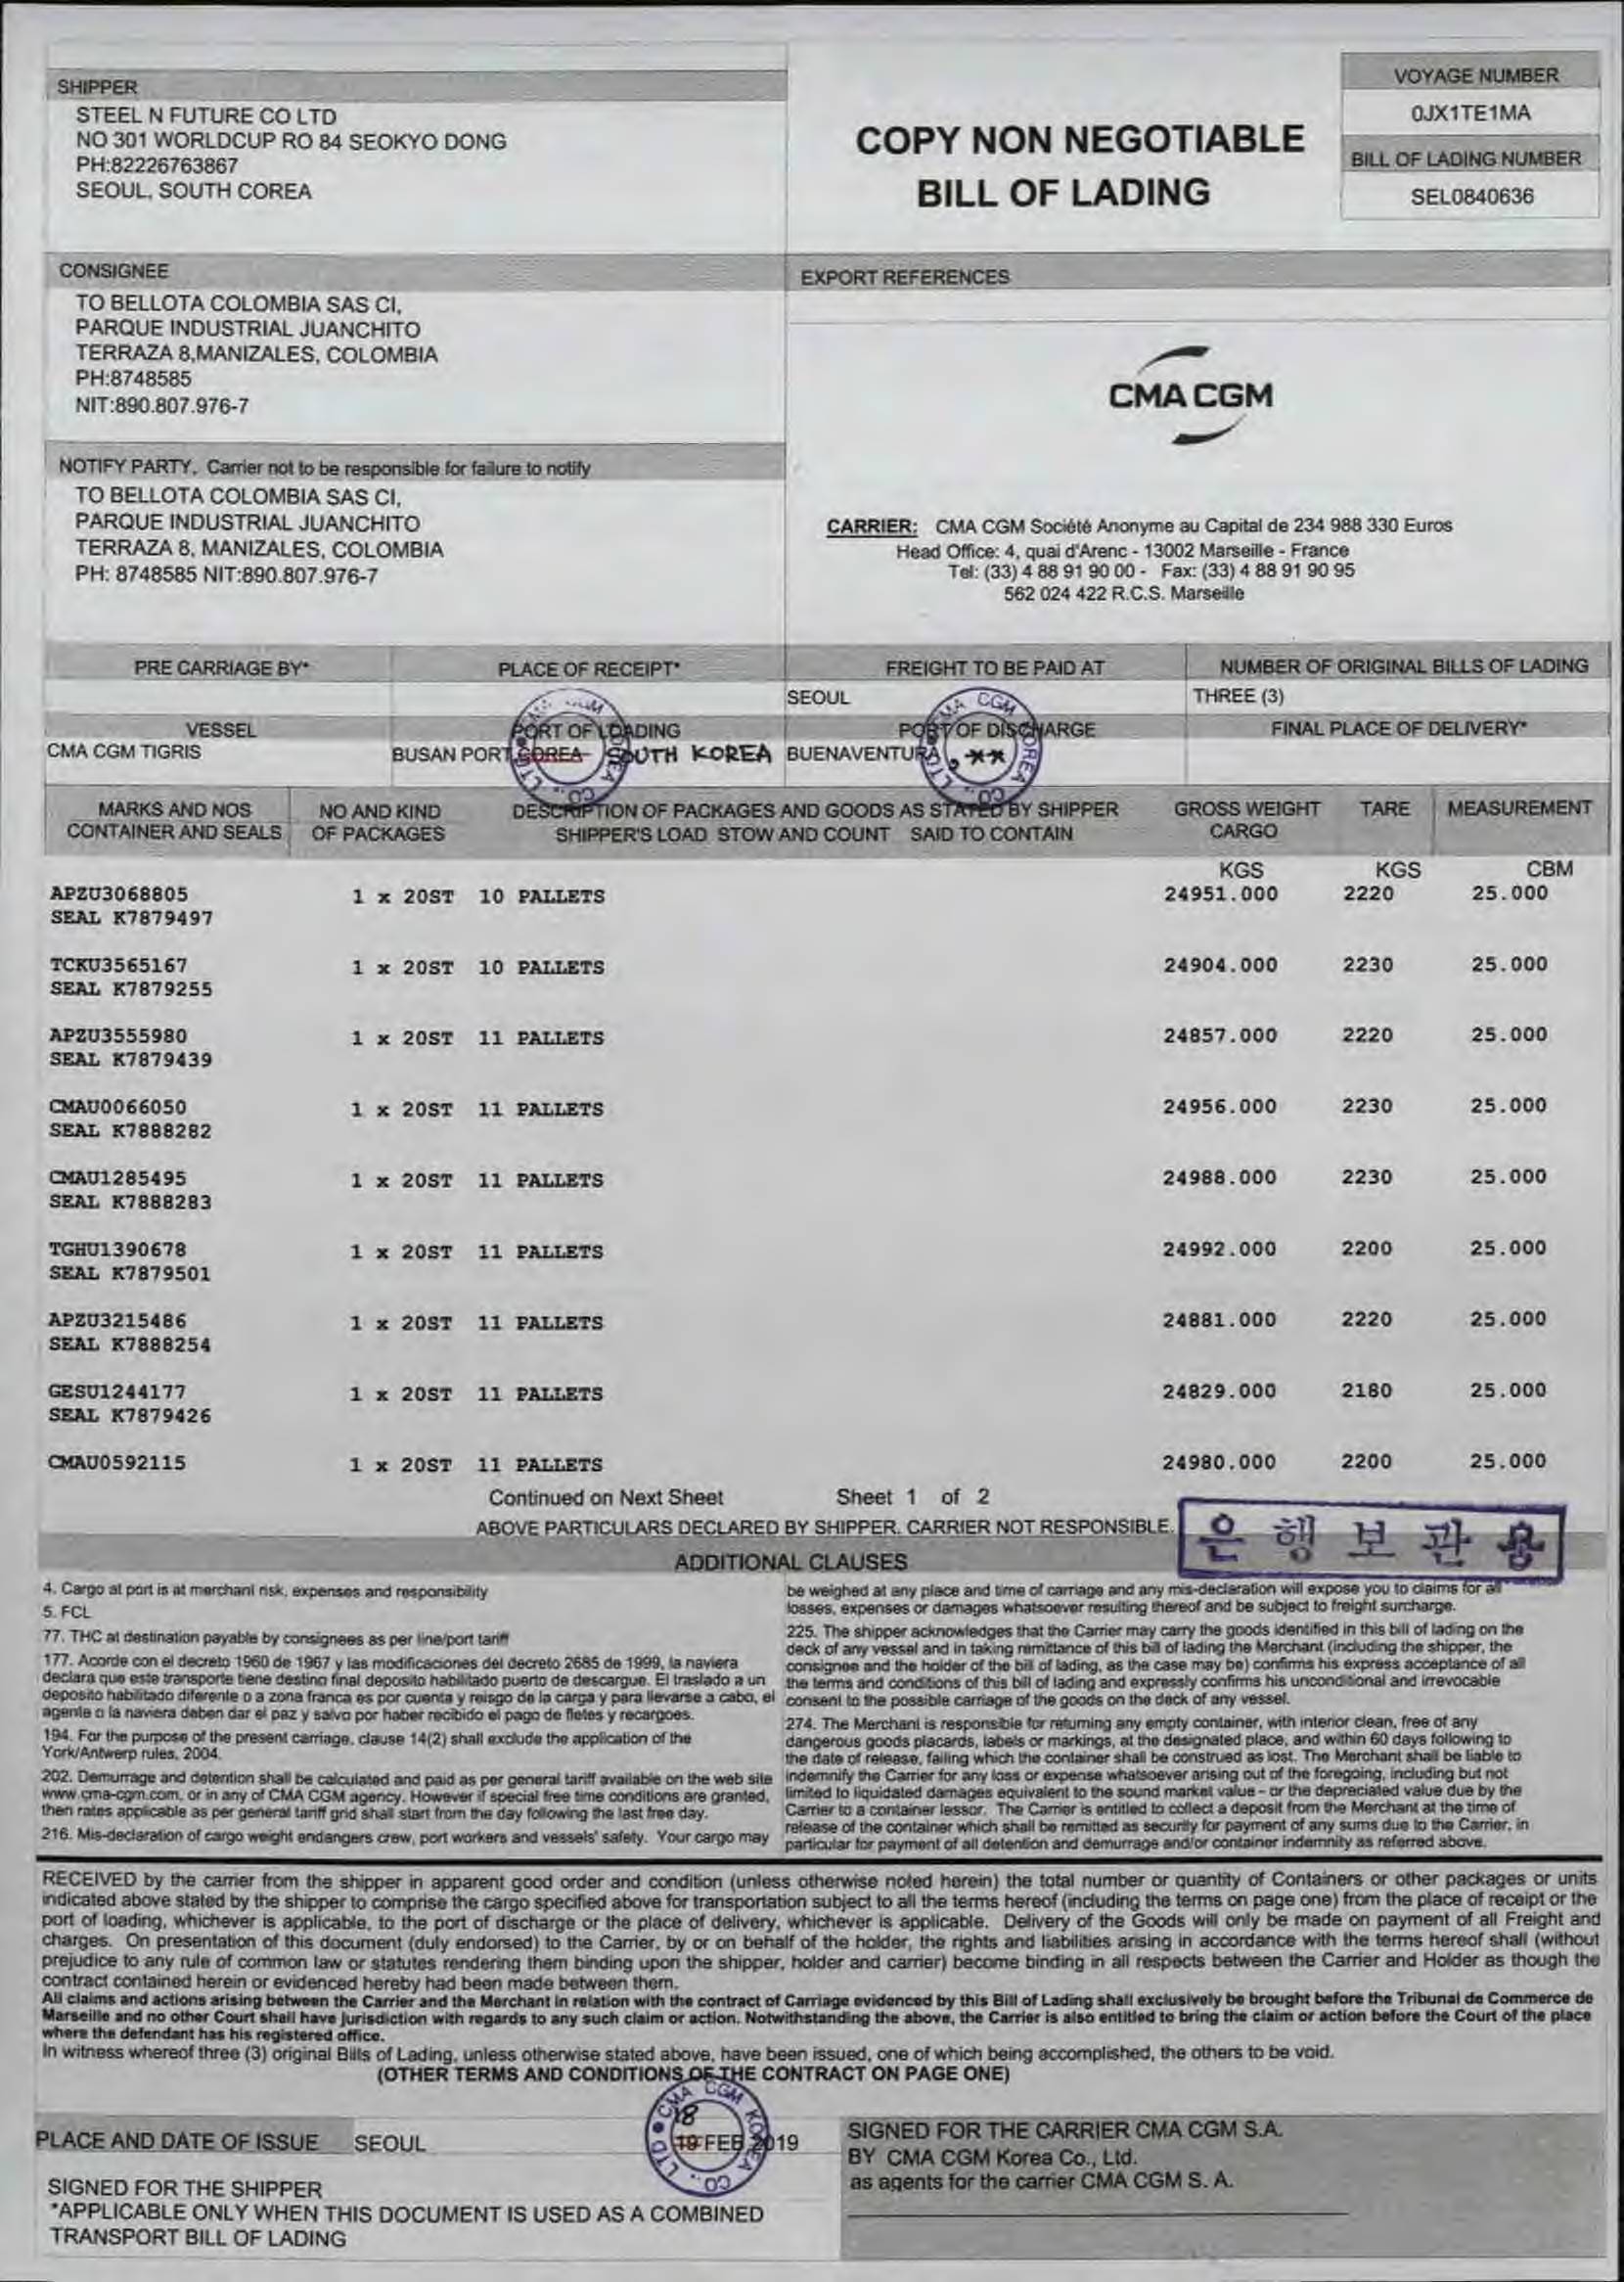 SHIPPER
STEEL N FUTURE CO LTD
NO 301 WORLDCUP RO 84 SEOKYO DONG
PH:82226763867
SEOUL, SOUTH COREA
COPY NON NEGOTIABLE
BILL OF LADING
VOYAGE NUMBER
0JX1TE1MA
BILL OF LADING NUMBER
SEL0840636
CONSIGNEE
TO BELLOTA COLOMBIA SAS CI,
PARQUE INDUSTRIAL JUANCHITO
TERRAZA 8,MANIZALES, COLOMBIA
PH:8748585
NIT:890.807.976-7
EXPORT REFERENCES
CMA CGM
NOTIFY PARTY, Carrier not to be responsible for failure to notify
TO BELLOTA COLOMBIA SAS CI,
PARQUE INDUSTRIAL JUANCHITO
TERRAZA 8, MANIZALES, COLOMBIA
PH: 8748585 NIT:890.807.976-7
CARRIER: CMA CGM Société Anonyme au Capital de 234 988 330 Euros
Head Office: 4, quai d'Arenc - 13002 Marseille - France
Tel: (33) 4 88 91 90 00 - Fax: (33) 4 88 91 90 95
562 024 422 R.C.S. Marseille
PRE CARRIAGE BY* PLACE OF RECEIPT* FREIGHT TO BE PAID AT NUMBER OF ORIGINAL BILLS OF LADING
SEOUL THREE (3)
VESSEL PORT OF LOADING PORT OF DISCHARGE FINAL PLACE OF DELIVERY*
CMA CGM TIGRIS BUSAN PORT COREA SOUTH KOREA BUENAVENTURA, **
MARKS AND NOS NO AND KIND DESCRIPTION OF PACKAGES AND GOODS AS STATED BY SHIPPER GROSS WEIGHT TARE MEASUREMENT
CONTAINER AND SEALS OF PACKAGES SHIPPER'S LOAD STOW AND COUNT SAID TO CONTAIN CARGO
KGS KGS CBM
APZU3068805 1 x 20ST 10 PALLETS 24951.000 2220 25.000
SEAL K7879497
TCKU3565167 1 x 20ST 10 PALLETS 24904.000 2230 25.000
SEAL K7879255
APZU3555980 1 x 20ST 11 PALLETS 24857.000 2220 25.000
SEAL K7879439
CMAU0066050 1 x 20ST 11 PALLETS 24956.000 2230 25.000
SEAL K7888282
CMAU1285495 1 x 20ST 11 PALLETS 24988.000 2230 25.000
SEAL K7888283
TGHU1390678 1 x 20ST 11 PALLETS 24992.000 2200 25.000
SEAL K7879501
APZU3215486 1 x 20ST 11 PALLETS 24881.000 2220 25.000
SEAL K7888254
GESU1244177 1 x 20ST 11 PALLETS 24829.000 2180 25.000
SEAL K7879426
CMAU0592115 1 x 20ST 11 PALLETS 24980.000 2200 25.000
Continued on Next Sheet Sheet 1 of 2
ABOVE PARTICULARS DECLARED BY SHIPPER. CARRIER NOT RESPONSIBLE.
은행보관용
ADDITIONAL CLAUSES
4. Cargo at port is at merchant risk, expenses and responsibility
5. FCL
77. THC at destination payable by consignees as per line/port tariff
177. Acorde con el decreto 1960 de 1967 y las modificaciones del decreto 2685 de 1999, la naviera
declara que este transporte tiene destino final deposito habilitado puerto de descargue. El traslado a un
deposito habilitado diferente o a zona franca es por cuenta y reisgo de la carga y para llevarse a cabo, el
agente o la naviera deben dar el paz y salvo por haber recibido el pago de fletes y recargoes.
194. For the purpose of the present carriage, clause 14(2) shall exclude the application of the
York/Antwerp rules, 2004.
202. Demurrage and detention shall be calculated and paid as per general tariff available on the web site
www.cma-cgm.com, or in any of CMA CGM agency. However if special free time conditions are granted,
then rates applicable as per general tariff grid shall start from the day following the last free day.
216. Mis-declaration of cargo weight endangers crew, port workers and vessels' safety. Your cargo may
be weighed at any place and time of carriage and any mis-declaration will expose you to claims for all
losses, expenses or damages whatsoever resulting thereof and be subject to freight surcharge.
225. The shipper acknowledges that the Carrier may carry the goods identified in this bill of lading on the
deck of any vessel and in taking remittance of this bill of lading the Merchant (including the shipper, the
consignee and the holder of the bill of lading, as the case may be) confirms his express acceptance of all
the terms and conditions of this bill of lading and expressly confirms his unconditional and irrevocable
consent to the possible carriage of the goods on the deck of any vessel.
274. The Merchant is responsible for returning any empty container, with interior clean, free of any
dangerous goods placards, labels or markings, at the designated place, and within 60 days following to
the date of release, failing which the container shall be construed as lost. The Merchant shall be liable to
indemnify the Carrier for any loss or expense whatsoever arising out of the foregoing, including but not
limited to liquidated damages equivalent to the sound market value - or the depreciated value due by the
Carrier to a container lessor. The Carrier is entitled to collect a deposit from the Merchant at the time of
release of the container which shall be remitted as security for payment of any sums due to the Carrier, in
particular for payment of all detention and demurrage and/or container indemnity as referred above.
RECEIVED by the carrier from the shipper in apparent good order and condition (unless otherwise noted herein) the total number or quantity of Containers or other packages or units
indicated above stated by the shipper to comprise the cargo specified above for transportation subject to all the terms hereof (including the terms on page one) from the place of receipt or the
port of loading, whichever is applicable, to the port of discharge or the place of delivery, whichever is applicable. Delivery of the Goods will only be made on payment of all Freight and
charges. On presentation of this document (duly endorsed) to the Carrier, by or on behalf of the holder, the rights and liabilities arising in accordance with the terms hereof shall (without
prejudice to any rule of common law or statutes rendering them binding upon the shipper, holder and carrier) become binding in all respects between the Carrier and Holder as though the
contract contained herein or evidenced hereby had been made between them.
All claims and actions arising between the Carrier and the Merchant in relation with the contract of Carriage evidenced by this Bill of Lading shall exclusively be brought before the Tribunal de Commerce de
Marseille and no other Court shall have jurisdiction with regards to any such claim or action. Notwithstanding the above, the Carrier is also entitled to bring the claim or action before the Court of the place
where the defendant has his registered office.
In witness whereof three (3) original Bills of Lading, unless otherwise stated above, have been issued, one of which being accomplished, the others to be void.
(OTHER TERMS AND CONDITIONS OF THE CONTRACT ON PAGE ONE)
CMA CGM KOREA CO., LTD
18
PLACE AND DATE OF ISSUE SEOUL 19 FEB 2019
SIGNED FOR THE SHIPPER
*APPLICABLE ONLY WHEN THIS DOCUMENT IS USED AS A COMBINED
TRANSPORT BILL OF LADING
SIGNED FOR THE CARRIER CMA CGM S.A.
BY CMA CGM Korea Co., Ltd.
as agents for the carrier CMA CGM S. A.